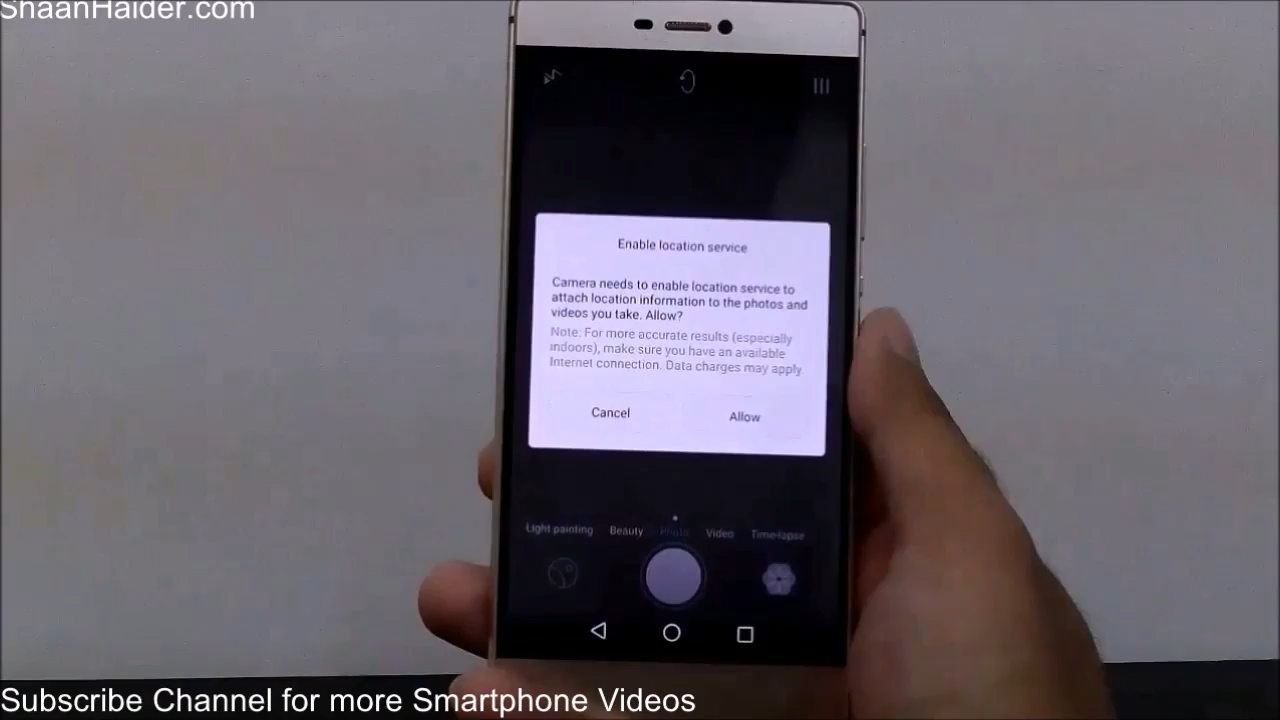 ShaanHaider.com
Enable location service
Camera needs to enable location service to
attach location information to the photos and
videos you take. Allow?
Note: For more accurate results (especially
indoors), make sure you have an available
Internet connection. Data charges may apply.
Cancel Allow
Light painting Beauty Photo Video Time-lapse
Subscribe Channel for more Smartphone Videos